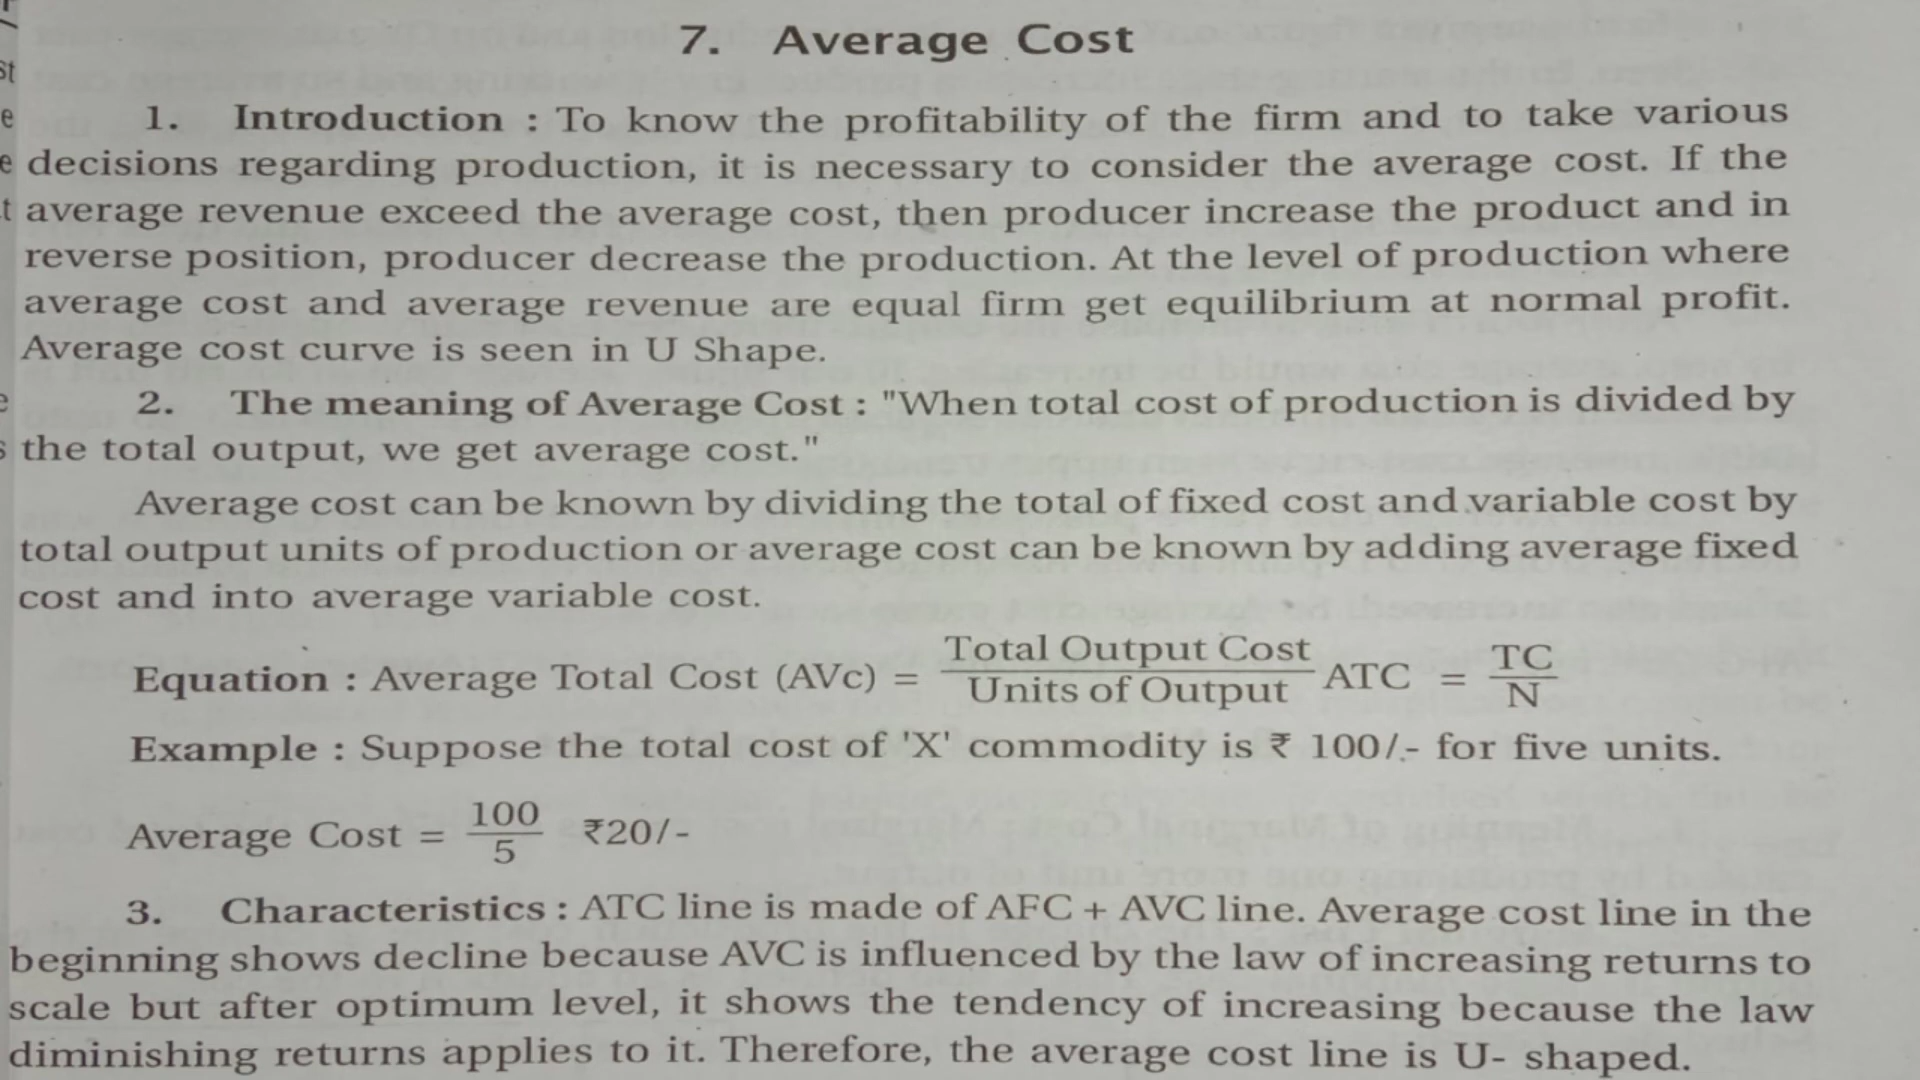 7. Average Cost
1. Introduction : To know the profitability of the firm and to take various
decisions regarding production, it is necessary to consider the average cost. If the
average revenue exceed the average cost, then producer increase the product and in
reverse position, producer decrease the production. At the level of production where
average cost and average revenue are equal firm get equilibrium at normal profit.
Average cost curve is seen in U Shape.
2. The meaning of Average Cost : "When total cost of production is divided by
the total output, we get average cost."
Average cost can be known by dividing the total of fixed cost and variable cost by
total output units of production or average cost can be known by adding average fixed
cost and into average variable cost.
Equation : Average Total Cost (AVc) = Total Output Cost / Units of Output ATC = TC / N
Example : Suppose the total cost of 'X' commodity is ₹ 100/- for five units.
Average Cost = 100 / 5 ₹20/-
3. Characteristics : ATC line is made of AFC + AVC line. Average cost line in the
beginning shows decline because AVC is influenced by the law of increasing returns to
scale but after optimum level, it shows the tendency of increasing because the law
diminishing returns applies to it. Therefore, the average cost line is U- shaped.